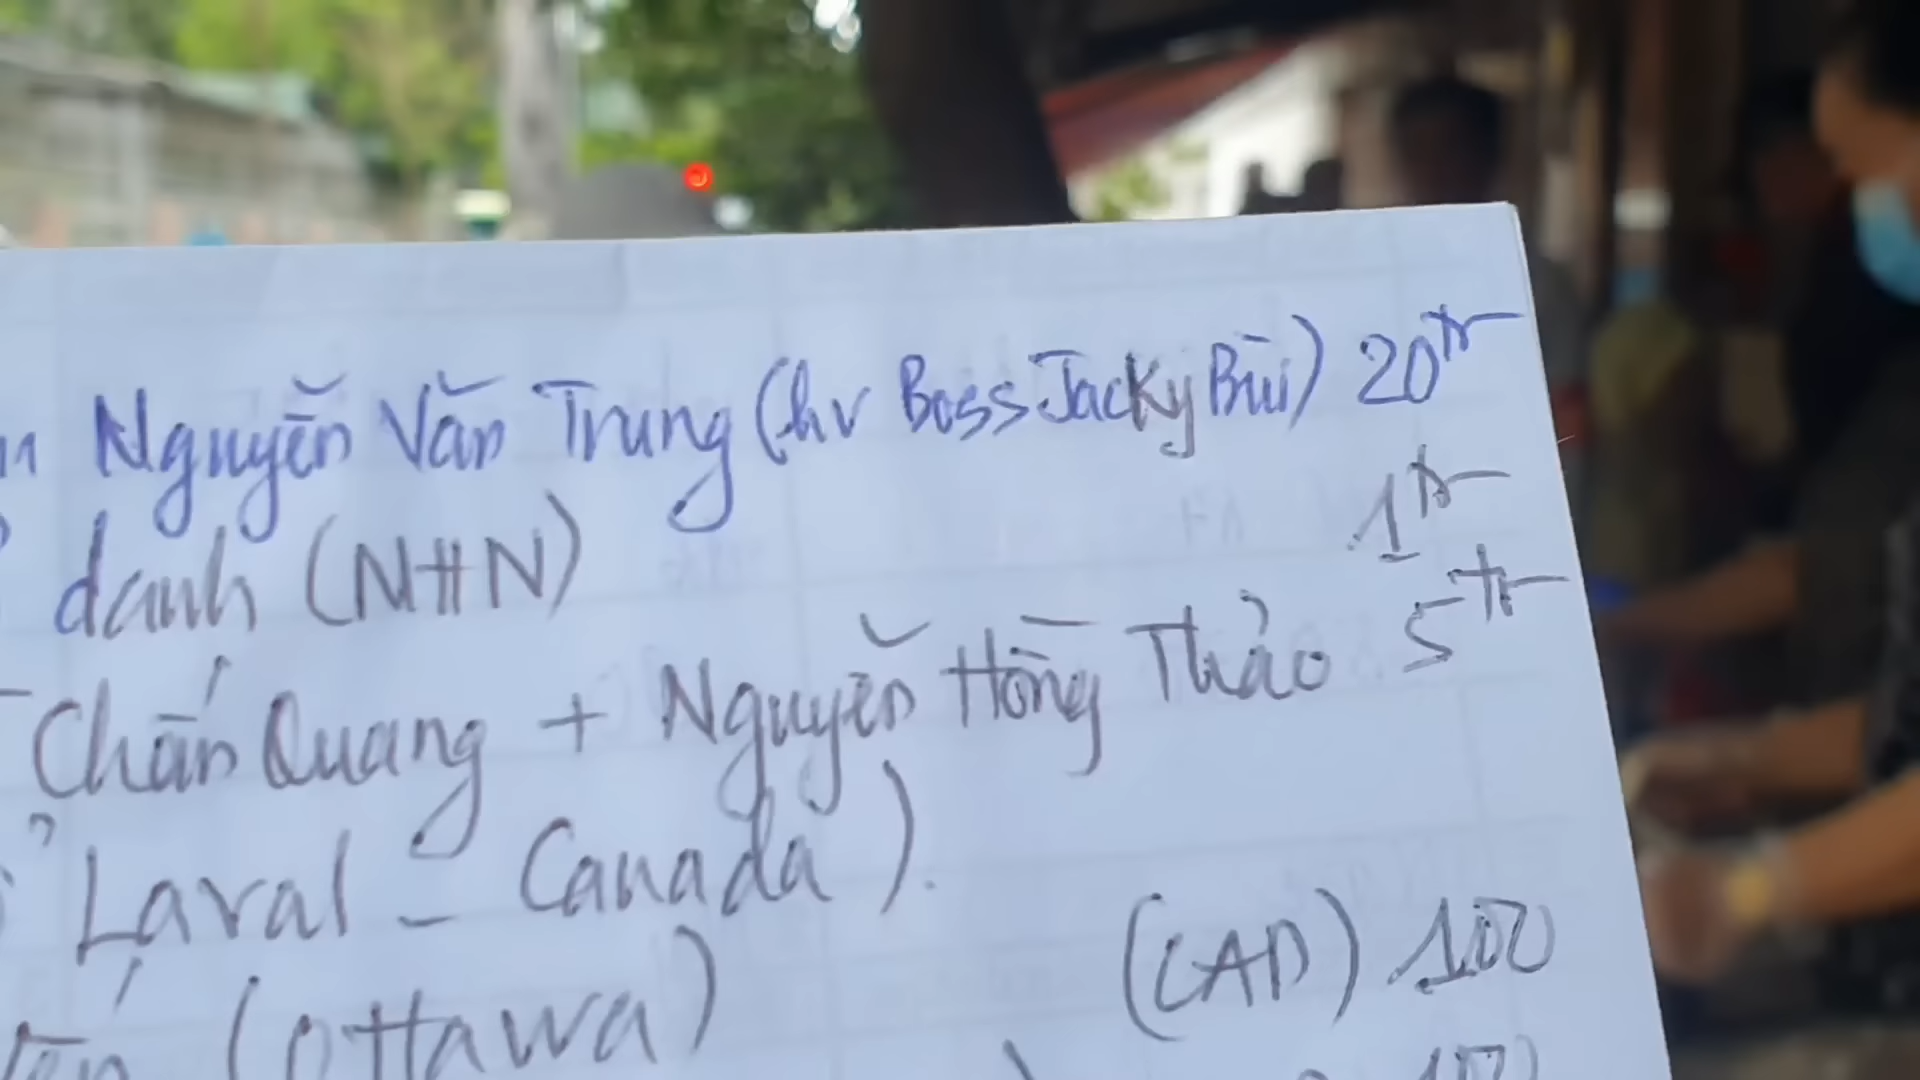 Nguyễn Văn Trung (hv Boss Jacky Bùi) 20tr
danh (NHN) 1tr
Chấn Quang + Nguyễn Hồng Thảo 5tr
Laval - Canada).
(Ottawa) (CAD) 100